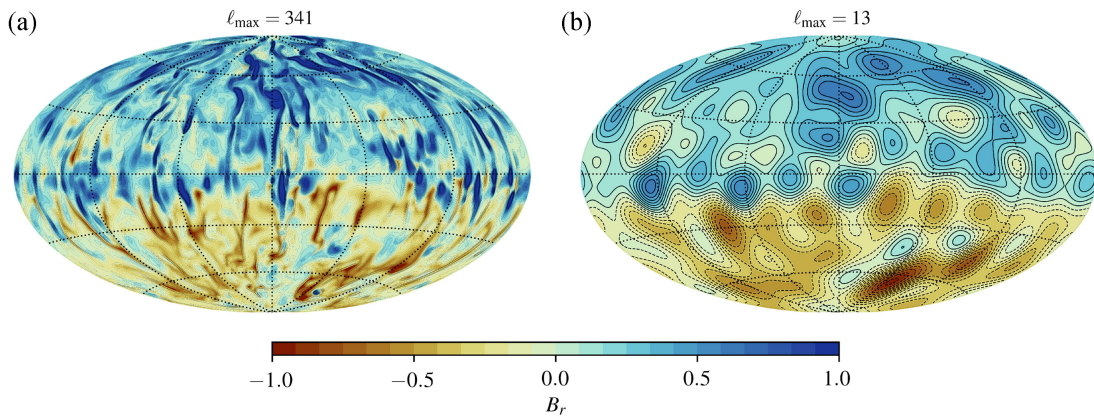 (a)
ℓmax = 341
(b)
ℓmax = 13
−1.0 −0.5 0.0 0.5 1.0
Br